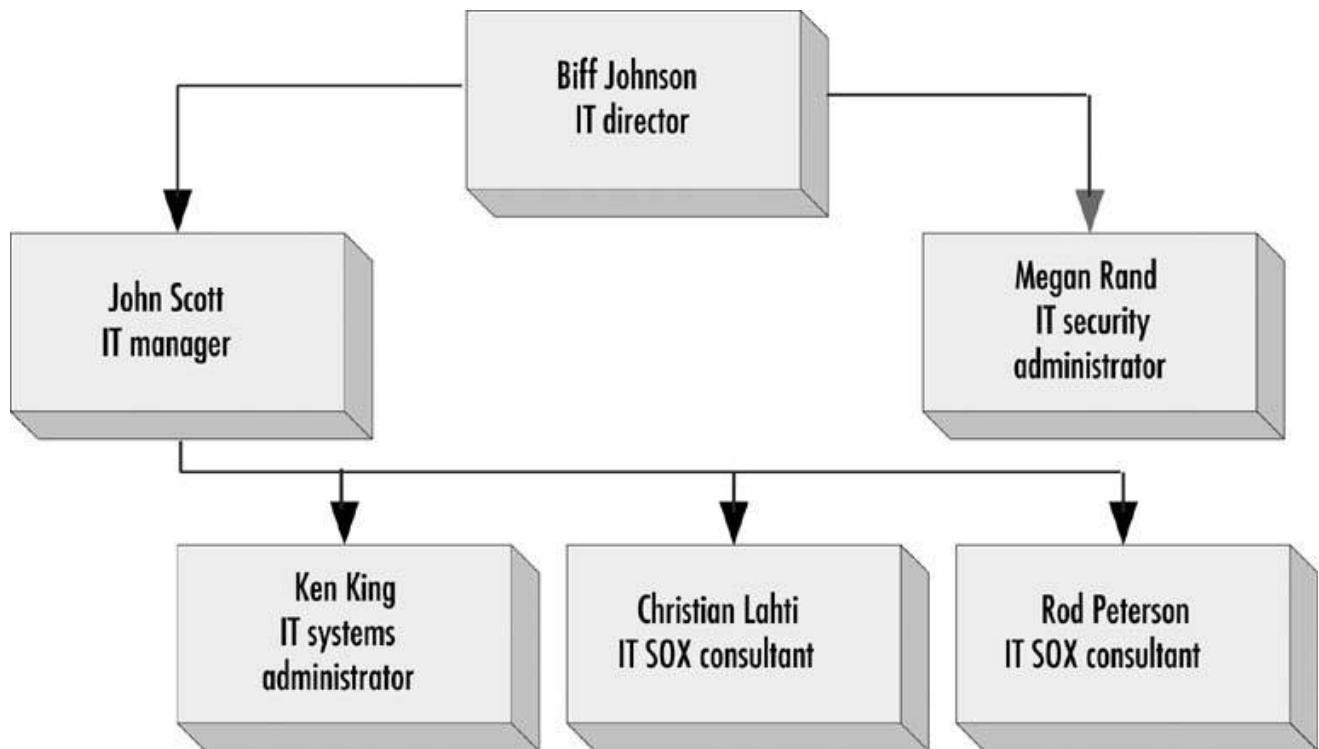 Biff Johnson
IT director
John Scott
IT manager
Megan Rand
IT security
administrator
Ken King
IT systems
administrator
Christian Lahti
IT SOX consultant
Rod Peterson
IT SOX consultant